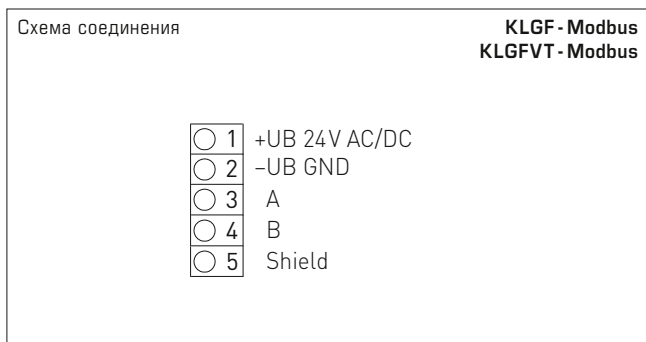 Схема соединения
KLGF - Modbus
KLGFVT - Modbus
1 +UB 24V AC/DC
2 –UB GND
3 A
4 B
5 Shield